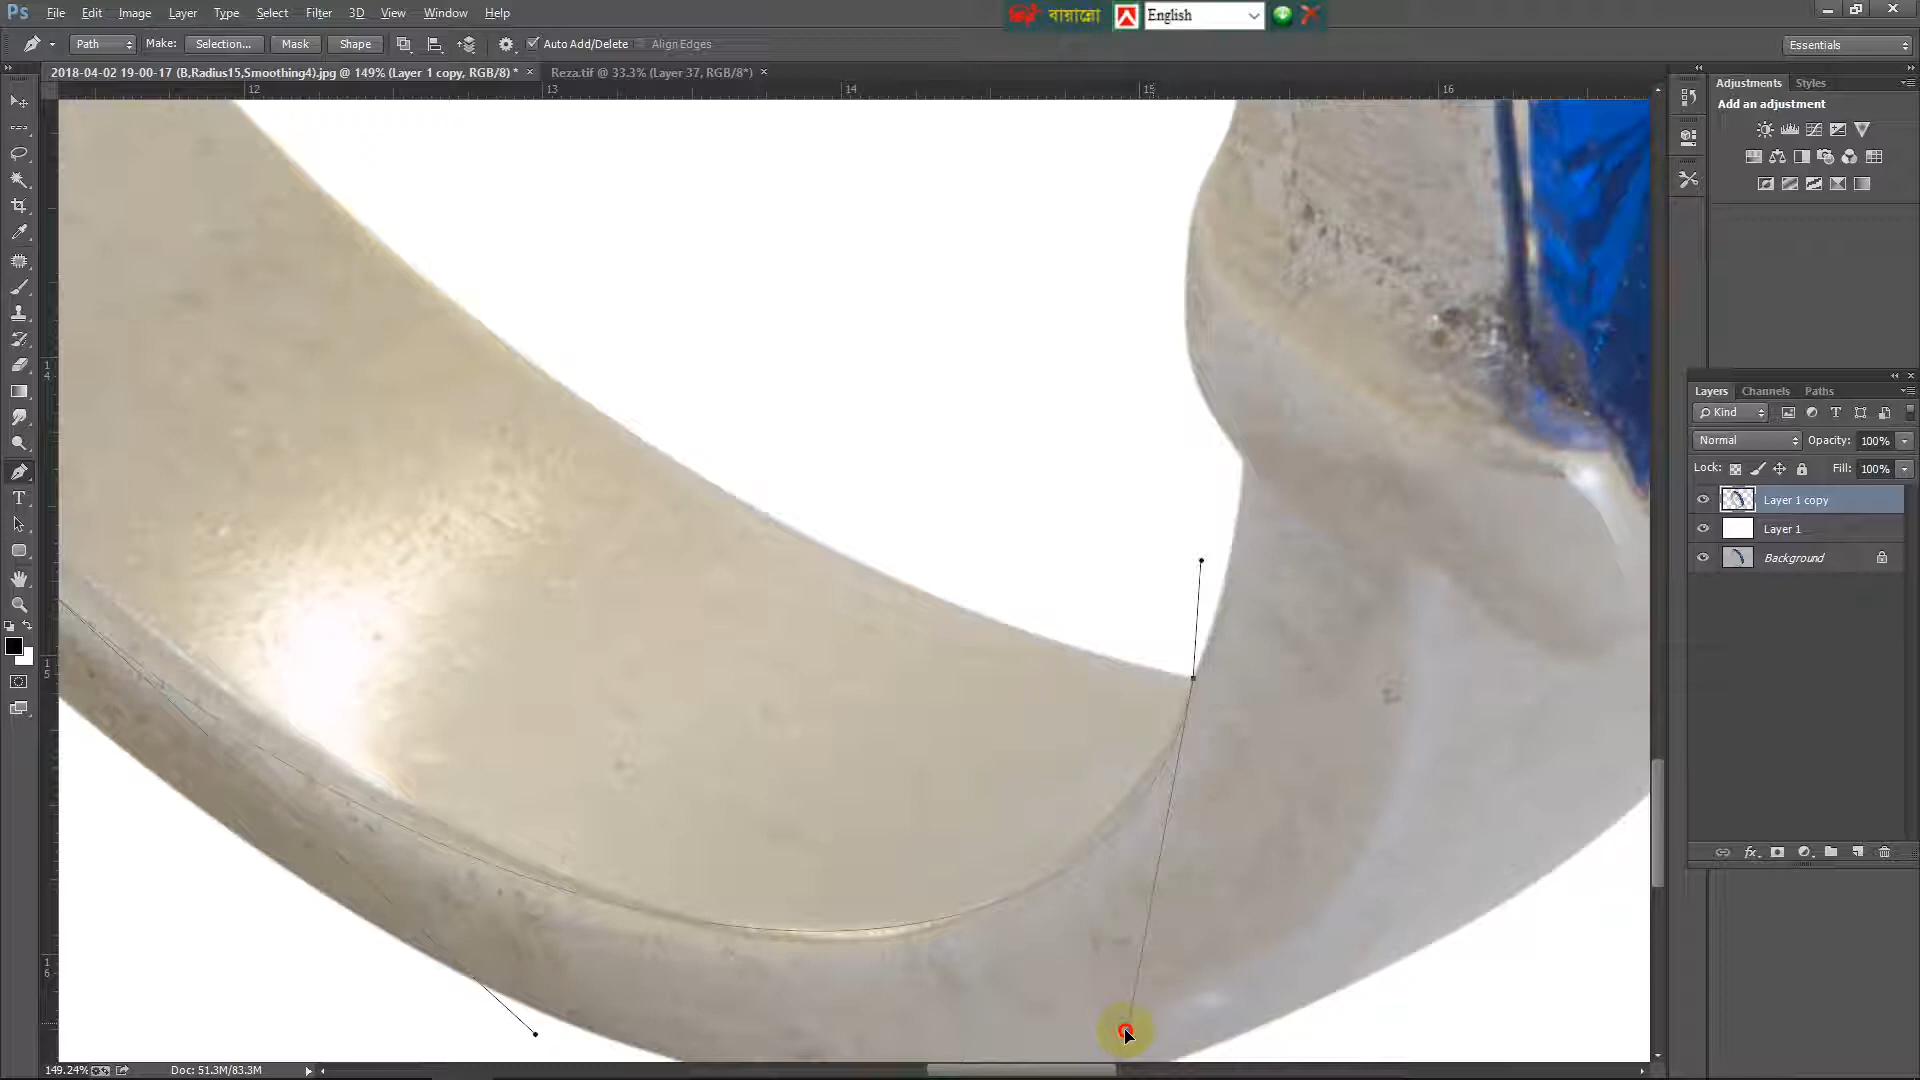 Ps File Edit Image Layer Type Select Filter 3D View Window Help
বায়ান্নো English
Path Make: Selection... Mask Shape Auto Add/Delete Align Edges Essentials
2018-04-02 19-00-17 (B,Radius15,Smoothing4).jpg @ 149% (Layer 1 copy, RGB/8) * × Reza.tif @ 33.3% (Layer 37, RGB/8*) ×
12 13 14 15 16
Adjustments Styles
Add an adjustment
14
15
16
Layers Channels Paths
Kind
Normal Opacity: 100%
Lock: Fill: 100%
Layer 1 copy
Layer 1
Background
fx
149.24% Doc: 51.3M/83.3M